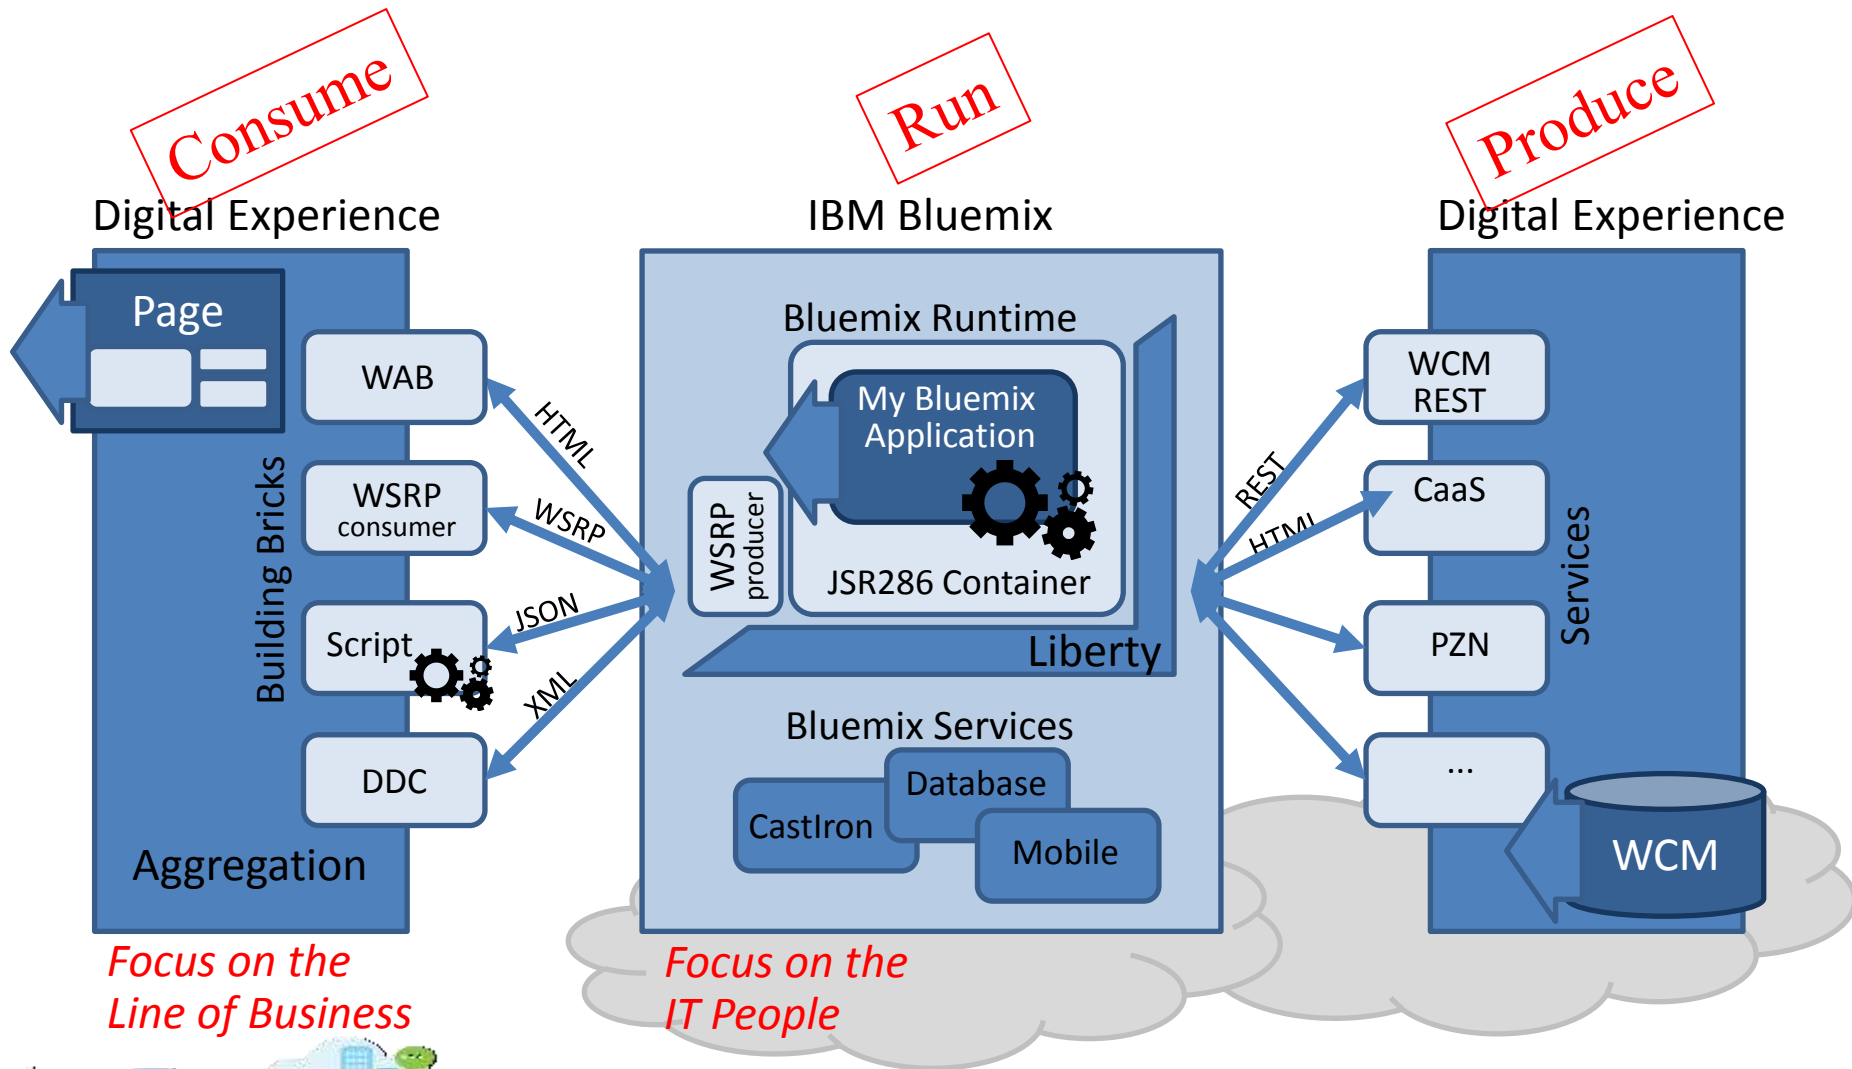 Consume
Run
Produce
Digital Experience
IBM Bluemix
Digital Experience
Page
WAB
WSRP
consumer
Script
DDC
Building Bricks
Aggregation
HTML
WSRP
JSON
XML
Bluemix Runtime
My Bluemix
Application
WSRP
producer
JSR286 Container
Liberty
Bluemix Services
Database
CastIron
Mobile
REST
HTML
WCM
REST
CaaS
PZN
...
Services
WCM
Focus on the
Line of Business
Focus on the
IT People